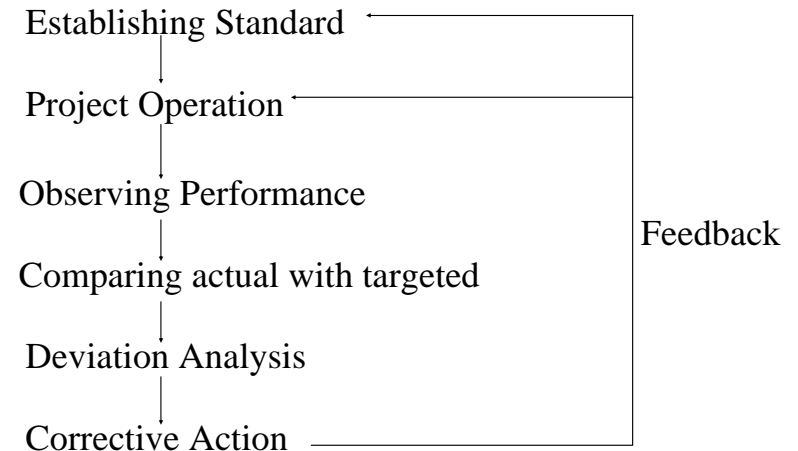 Establishing Standard
Project Operation
Observing Performance
Feedback
Comparing actual with targeted
Deviation Analysis
Corrective Action